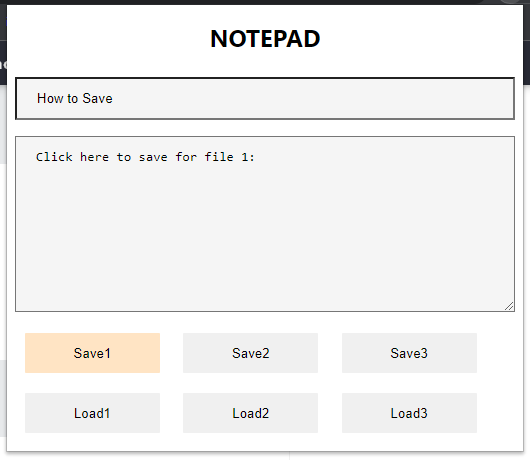 NOTEPAD
How to Save
Click here to save for file 1:
Save1 Save2 Save3
Load1 Load2 Load3